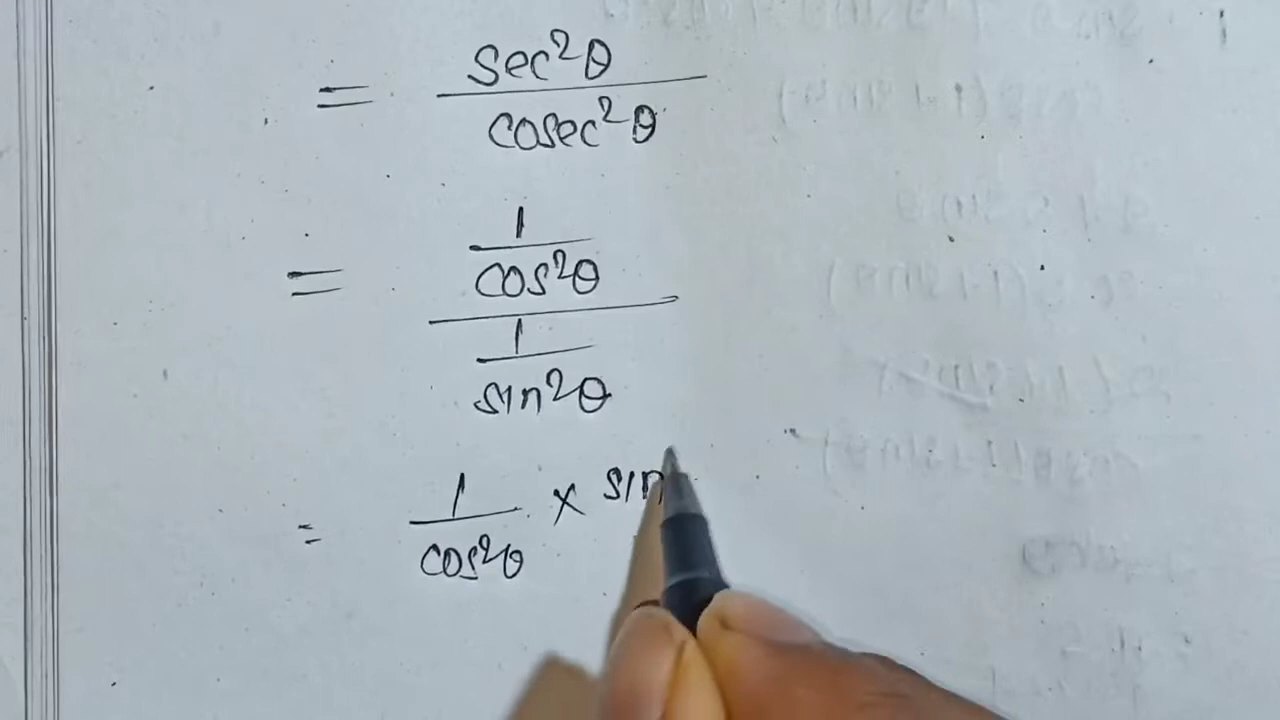 = sec²θ / cosec²θ
= 1/cos²θ / 1/sin²θ
= 1/cos²θ × sin